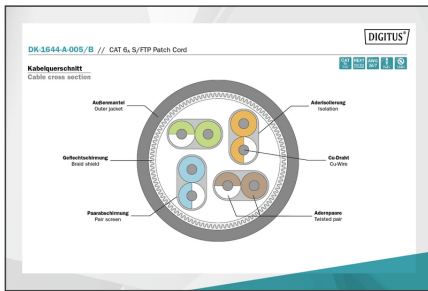 DIGITUS®
DK-1644-A-005/B // CAT 6A S/FTP Patch Cord
Kabelquerschnitt
Cable cross section
Außenmantel
Outer jacket
Aderisolierung
Isolation
Geflechtschirmung
Braid shield
Cu-Draht
Cu-Wire
Paarabschirmung
Pair screen
Adernpaare
Twisted pair